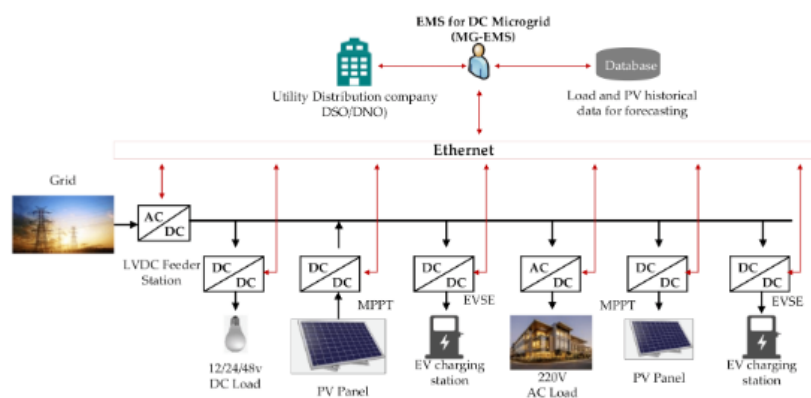 EMS for DC Microgrid
(MG-EMS)
Utility Distribution company
DSO/DNO)
Database
Load and PV historical
data for forecasting
Ethernet
Grid
AC
DC
LVDC Feeder
Station
DC
DC
DC
DC
MPPT
DC
DC
EVSE
AC
DC
DC
DC
MPPT
DC
DC
EVSE
12/24/48v
DC Load
PV Panel
EV charging
station
220V
AC Load
PV Panel
EV charging
station